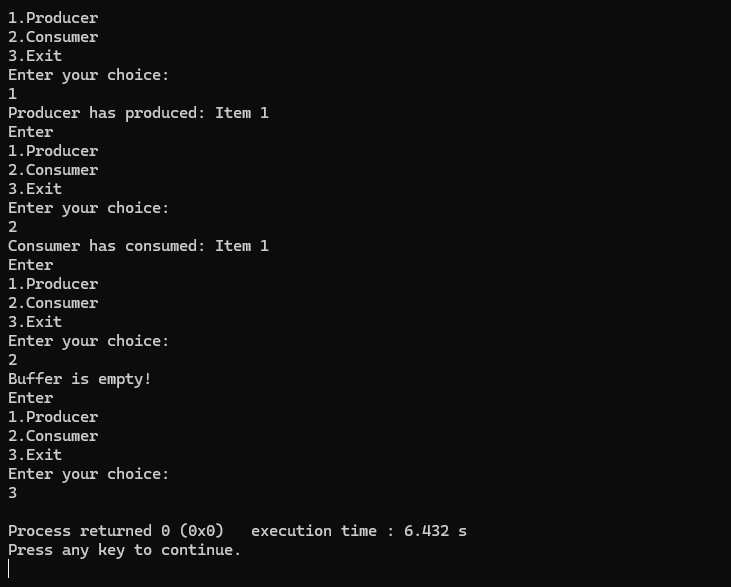 1.Producer
2.Consumer
3.Exit
Enter your choice:
1
Producer has produced: Item 1
Enter
1.Producer
2.Consumer
3.Exit
Enter your choice:
2
Consumer has consumed: Item 1
Enter
1.Producer
2.Consumer
3.Exit
Enter your choice:
2
Buffer is empty!
Enter
1.Producer
2.Consumer
3.Exit
Enter your choice:
3

Process returned 0 (0x0)   execution time : 6.432 s
Press any key to continue.